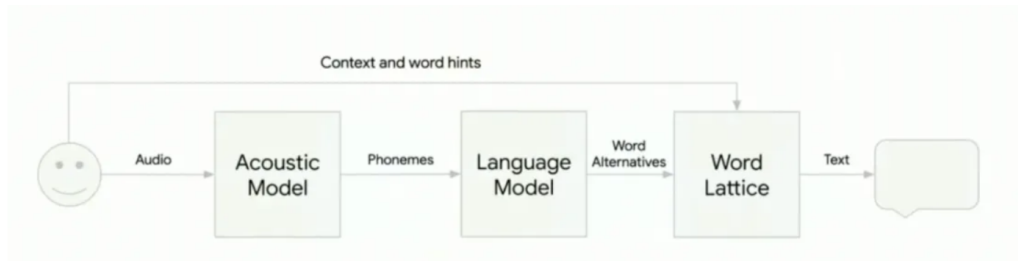 Context and word hints
Audio
Acoustic
Model
Phonemes
Language
Model
Word
Alternatives
Word
Lattice
Text